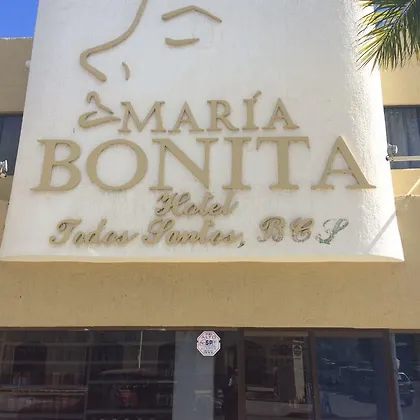 MARÍA
BONITA
Hotel
Todos Santos, BCS